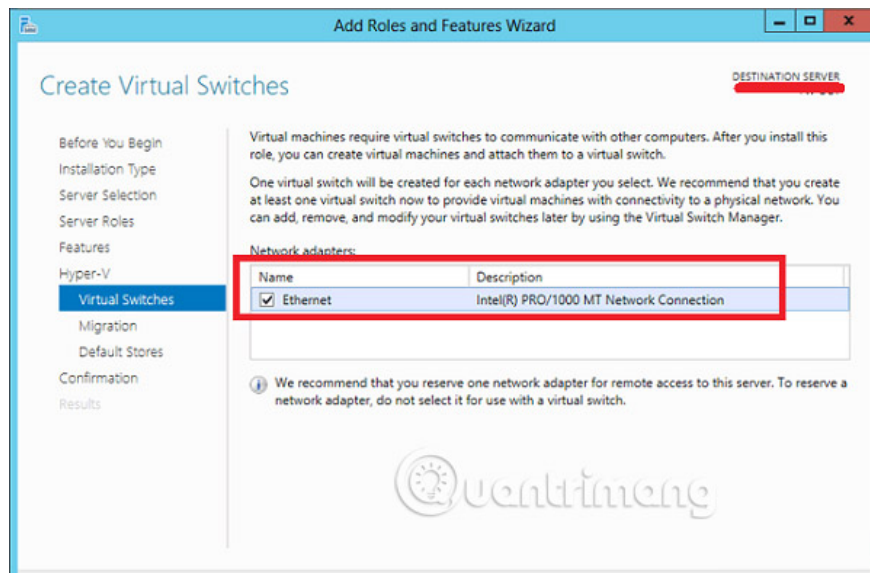 Add Roles and Features Wizard
Create Virtual Switches
DESTINATION SERVER
Before You Begin
Installation Type
Server Selection
Server Roles
Features
Hyper-V
Virtual Switches
Migration
Default Stores
Confirmation
Results
Virtual machines require virtual switches to communicate with other computers. After you install this
role, you can create virtual machines and attach them to a virtual switch.
One virtual switch will be created for each network adapter you select. We recommend that you create
at least one virtual switch now to provide virtual machines with connectivity to a physical network. You
can add, remove, and modify your virtual switches later by using the Virtual Switch Manager.
Network adapters:
Name Description
Ethernet Intel(R) PRO/1000 MT Network Connection
We recommend that you reserve one network adapter for remote access to this server. To reserve a
network adapter, do not select it for use with a virtual switch.
Quantrimang